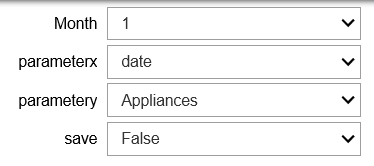 Month 1
parameterx date
parametery Appliances
save False